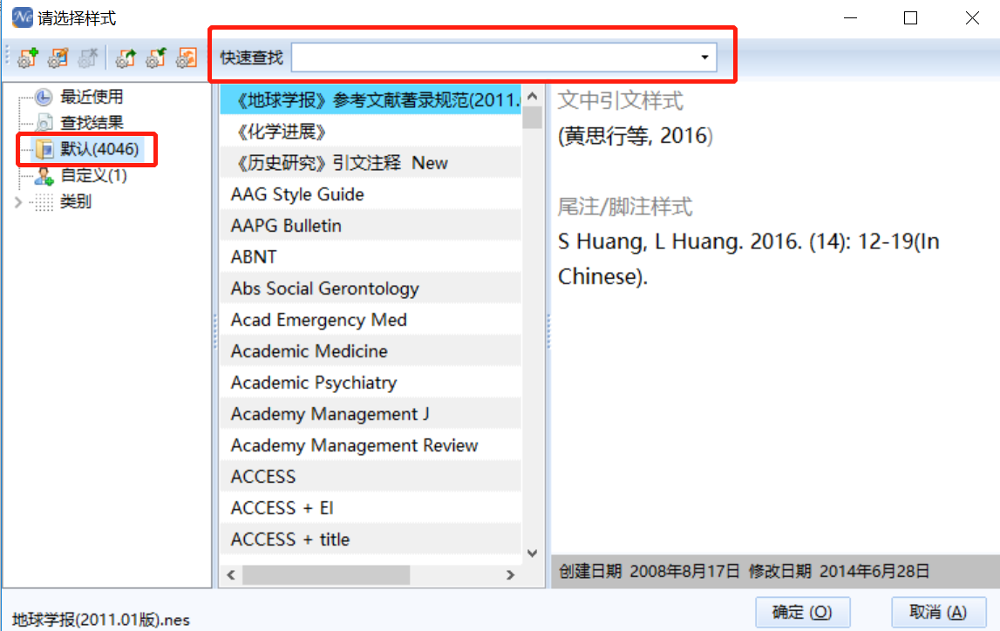 请选择样式
快速查找
最近使用
查找结果
默认(4046)
自定义(1)
类别
《地球学报》参考文献著录规范(2011.
《化学进展》
《历史研究》引文注释 New
AAG Style Guide
AAPG Bulletin
ABNT
Abs Social Gerontology
Acad Emergency Med
Academic Medicine
Academic Psychiatry
Academy Management J
Academy Management Review
ACCESS
ACCESS + EI
ACCESS + title
文中引文样式
(黄思行等, 2016)
尾注/脚注样式
S Huang, L Huang. 2016. (14): 12-19(In
Chinese).
创建日期 2008年8月17日 修改日期 2014年6月28日
地球学报(2011.01版).nes
确定 (O)
取消 (A)